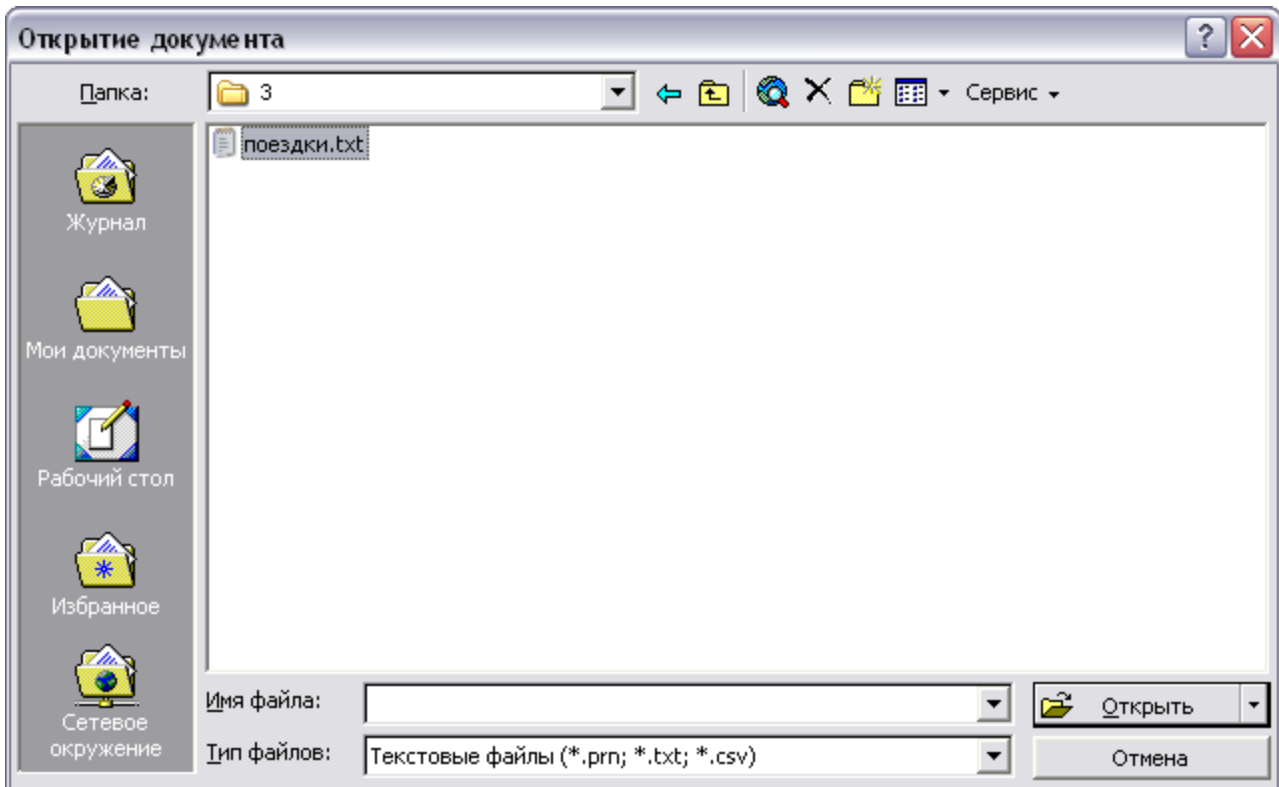 Открытие документа
Папка:
3
Сервис
поездки.txt
Журнал
Мои документы
Рабочий стол
Избранное
Сетевое
окружение
Имя файла:
Открыть
Тип файлов:
Текстовые файлы (*.prn; *.txt; *.csv)
Отмена